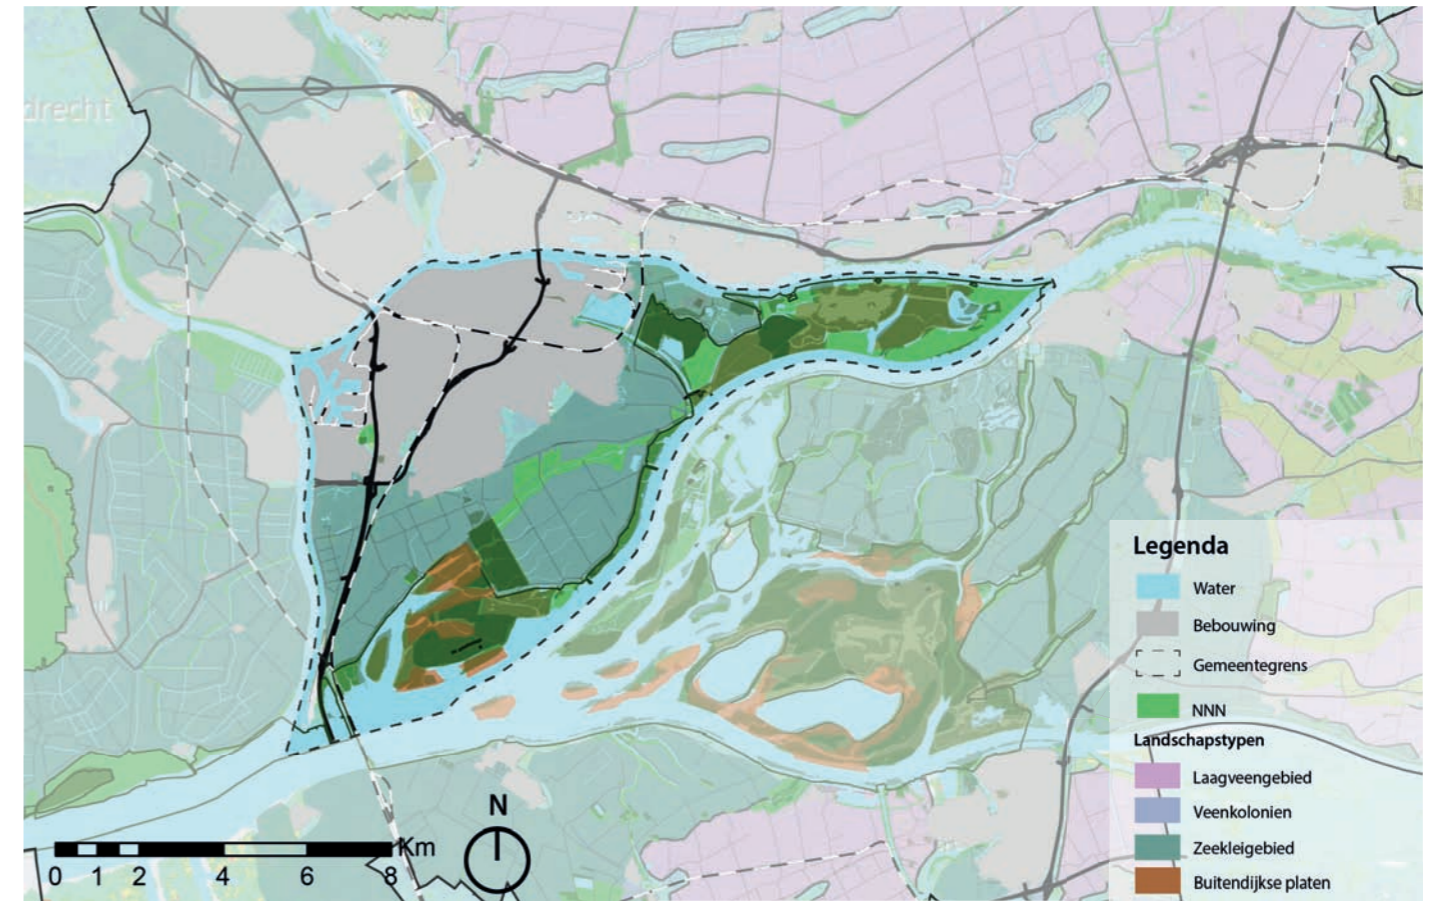 drecht
Legenda
Water
Bebouwing
Gemeentegrens
NNN
Landschapstypen
Laagveengebied
Veenkolonien
Zeekleigebied
Buitendijkse platen
N
Km
0 1 2 4 6 8